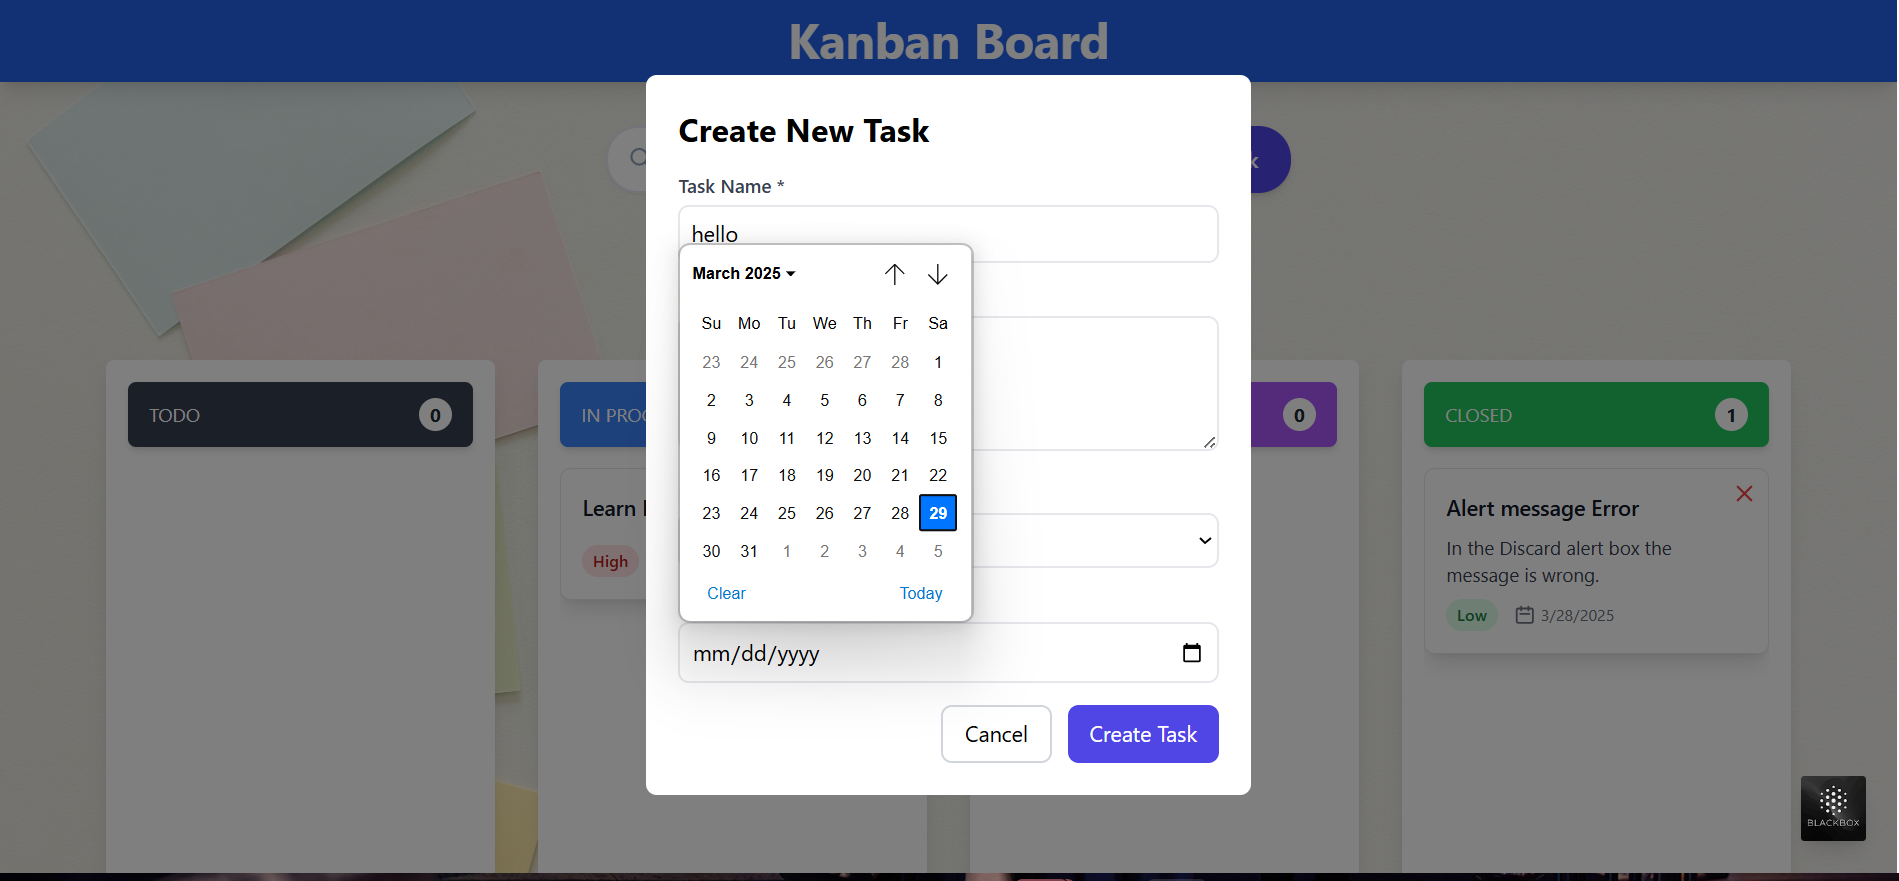 Kanban Board
Create New Task
Task Name *
hello
March 2025
Su Mo Tu We Th Fr Sa
23 24 25 26 27 28 1
2 3 4 5 6 7 8
9 10 11 12 13 14 15
16 17 18 19 20 21 22
23 24 25 26 27 28 29
30 31 1 2 3 4 5
Clear Today
mm/dd/yyyy
Cancel Create Task
TODO 0
IN PROG
Learn
High
0
CLOSED 1
Alert message Error
In the Discard alert box the
message is wrong.
Low 3/28/2025
BLACKBOX